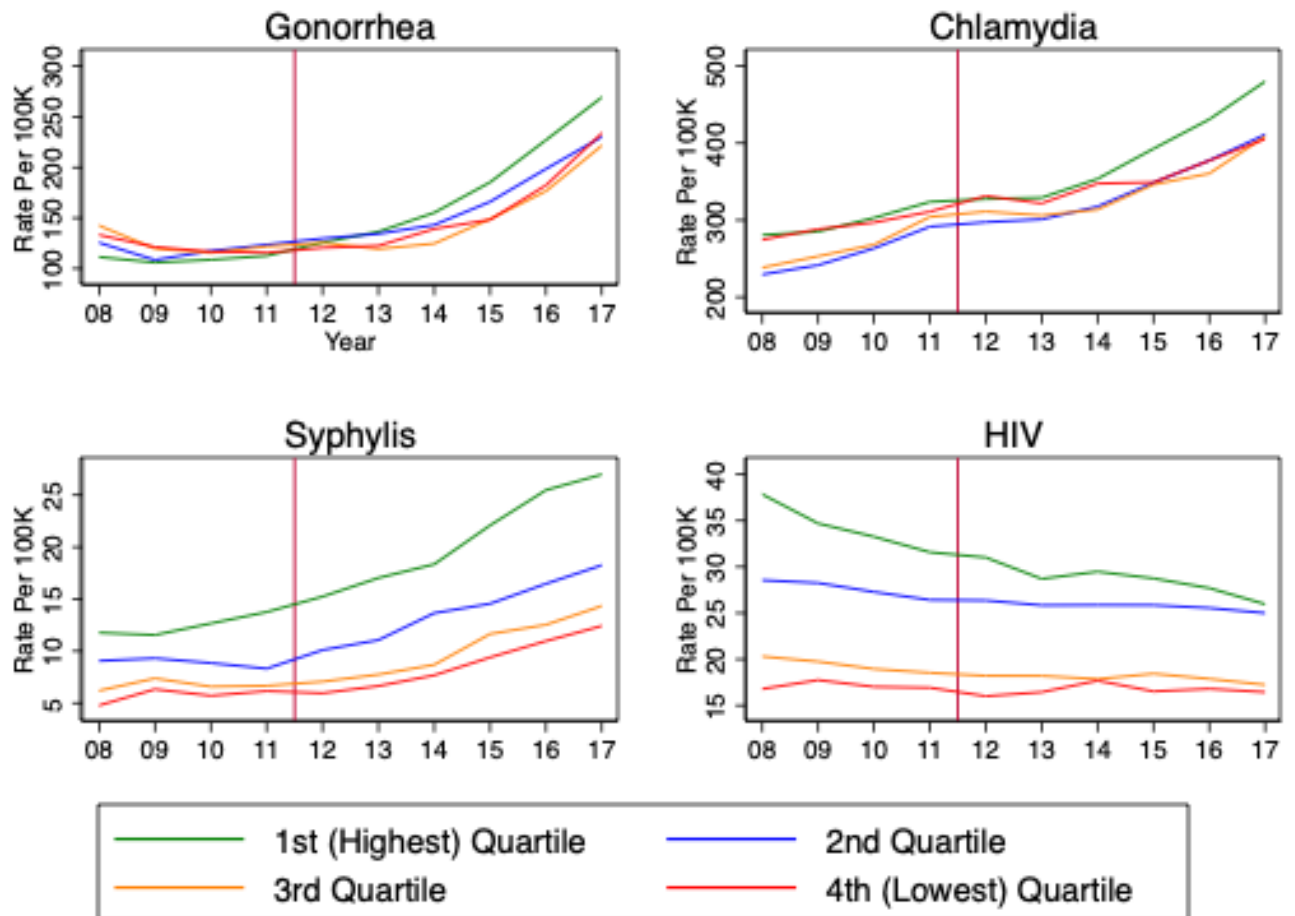 Gonorrhea
Rate Per 100K
300
250
200
150
100
08 09 10 11 12 13 14 15 16 17
Year
Chlamydia
Rate Per 100K
500
400
300
200
08 09 10 11 12 13 14 15 16 17
Syphylis
Rate Per 100K
25
20
15
10
5
08 09 10 11 12 13 14 15 16 17
HIV
Rate Per 100K
40
35
30
25
20
15
08 09 10 11 12 13 14 15 16 17
1st (Highest) Quartile
2nd Quartile
3rd Quartile
4th (Lowest) Quartile